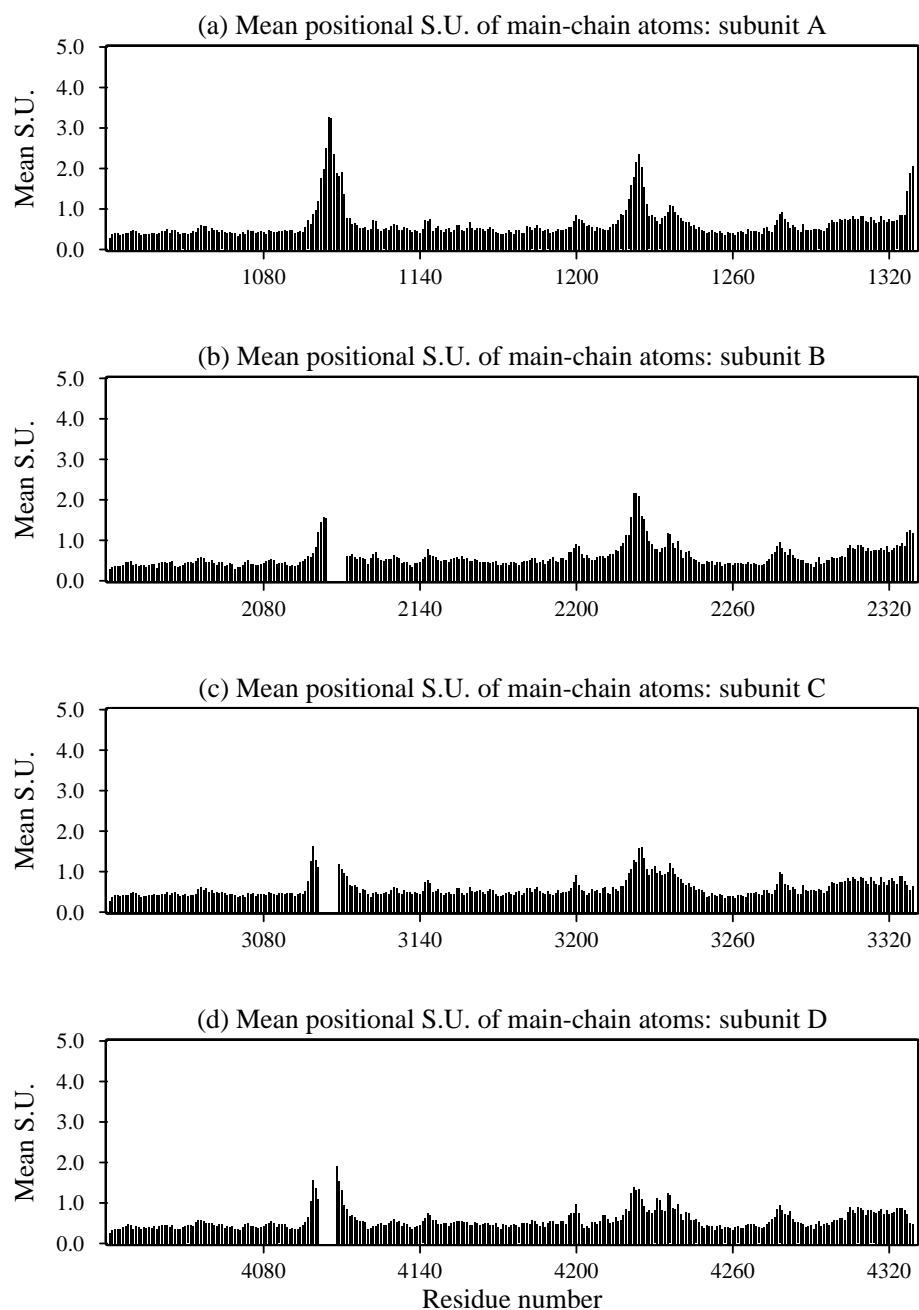 (a) Mean positional S.U. of main-chain atoms: subunit A
Mean S.U.
5.0
4.0
3.0
2.0
1.0
0.0
1080 1140 1200 1260 1320
(b) Mean positional S.U. of main-chain atoms: subunit B
Mean S.U.
5.0
4.0
3.0
2.0
1.0
0.0
2080 2140 2200 2260 2320
(c) Mean positional S.U. of main-chain atoms: subunit C
Mean S.U.
5.0
4.0
3.0
2.0
1.0
0.0
3080 3140 3200 3260 3320
(d) Mean positional S.U. of main-chain atoms: subunit D
Mean S.U.
5.0
4.0
3.0
2.0
1.0
0.0
4080 4140 4200 4260 4320
Residue number